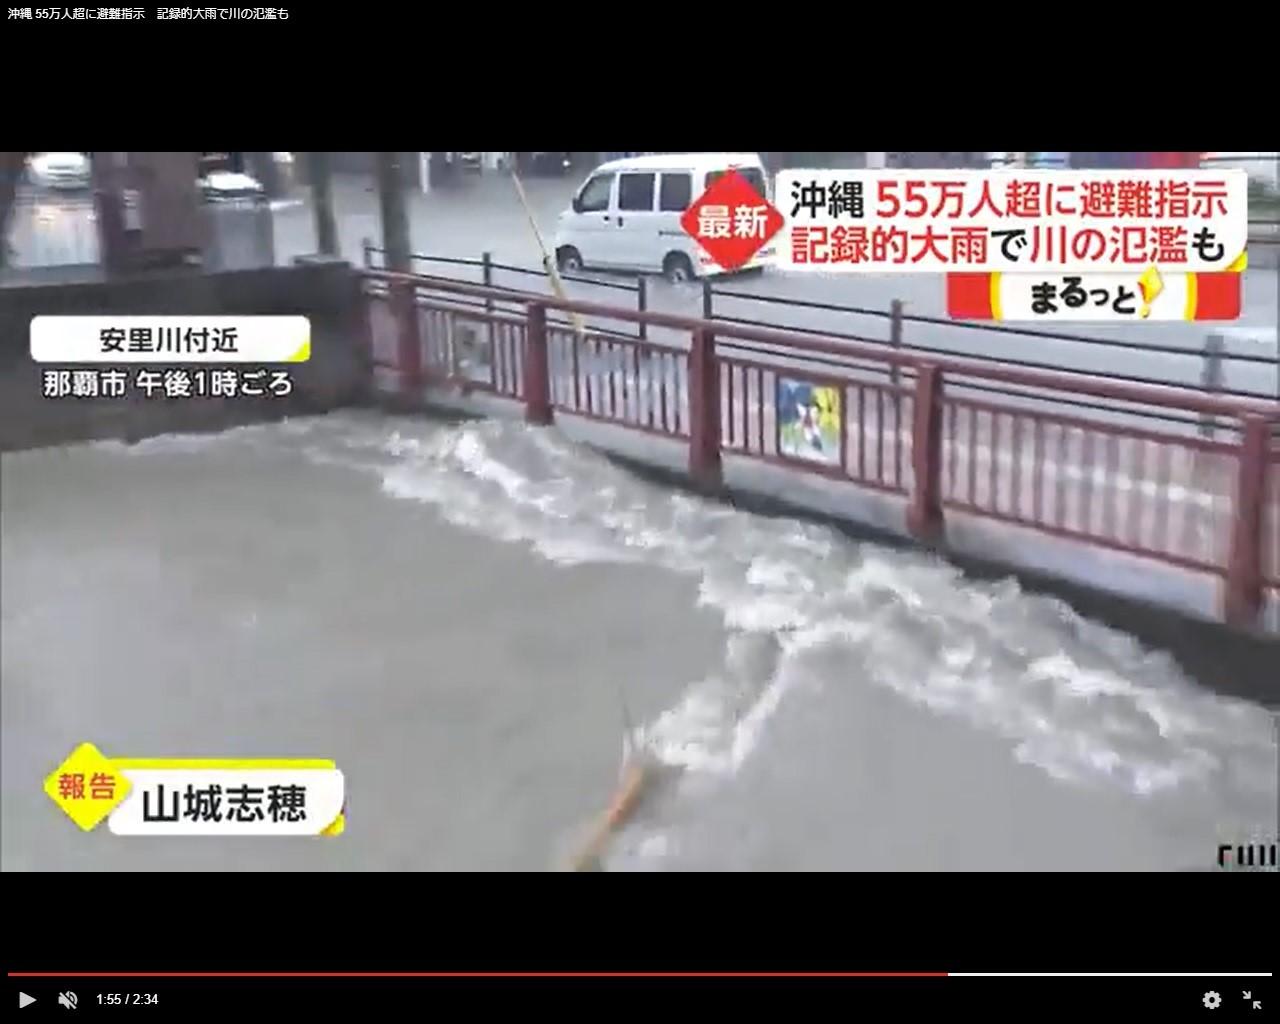 沖縄 55万人超に避難指示　記録的大雨で川の氾濫も
最新
沖縄 55万人超に避難指示
記録的大雨で川の氾濫も
まるっと
安里川付近
那覇市 午後1時ごろ
報告
山城志穂
1:55 / 2:34